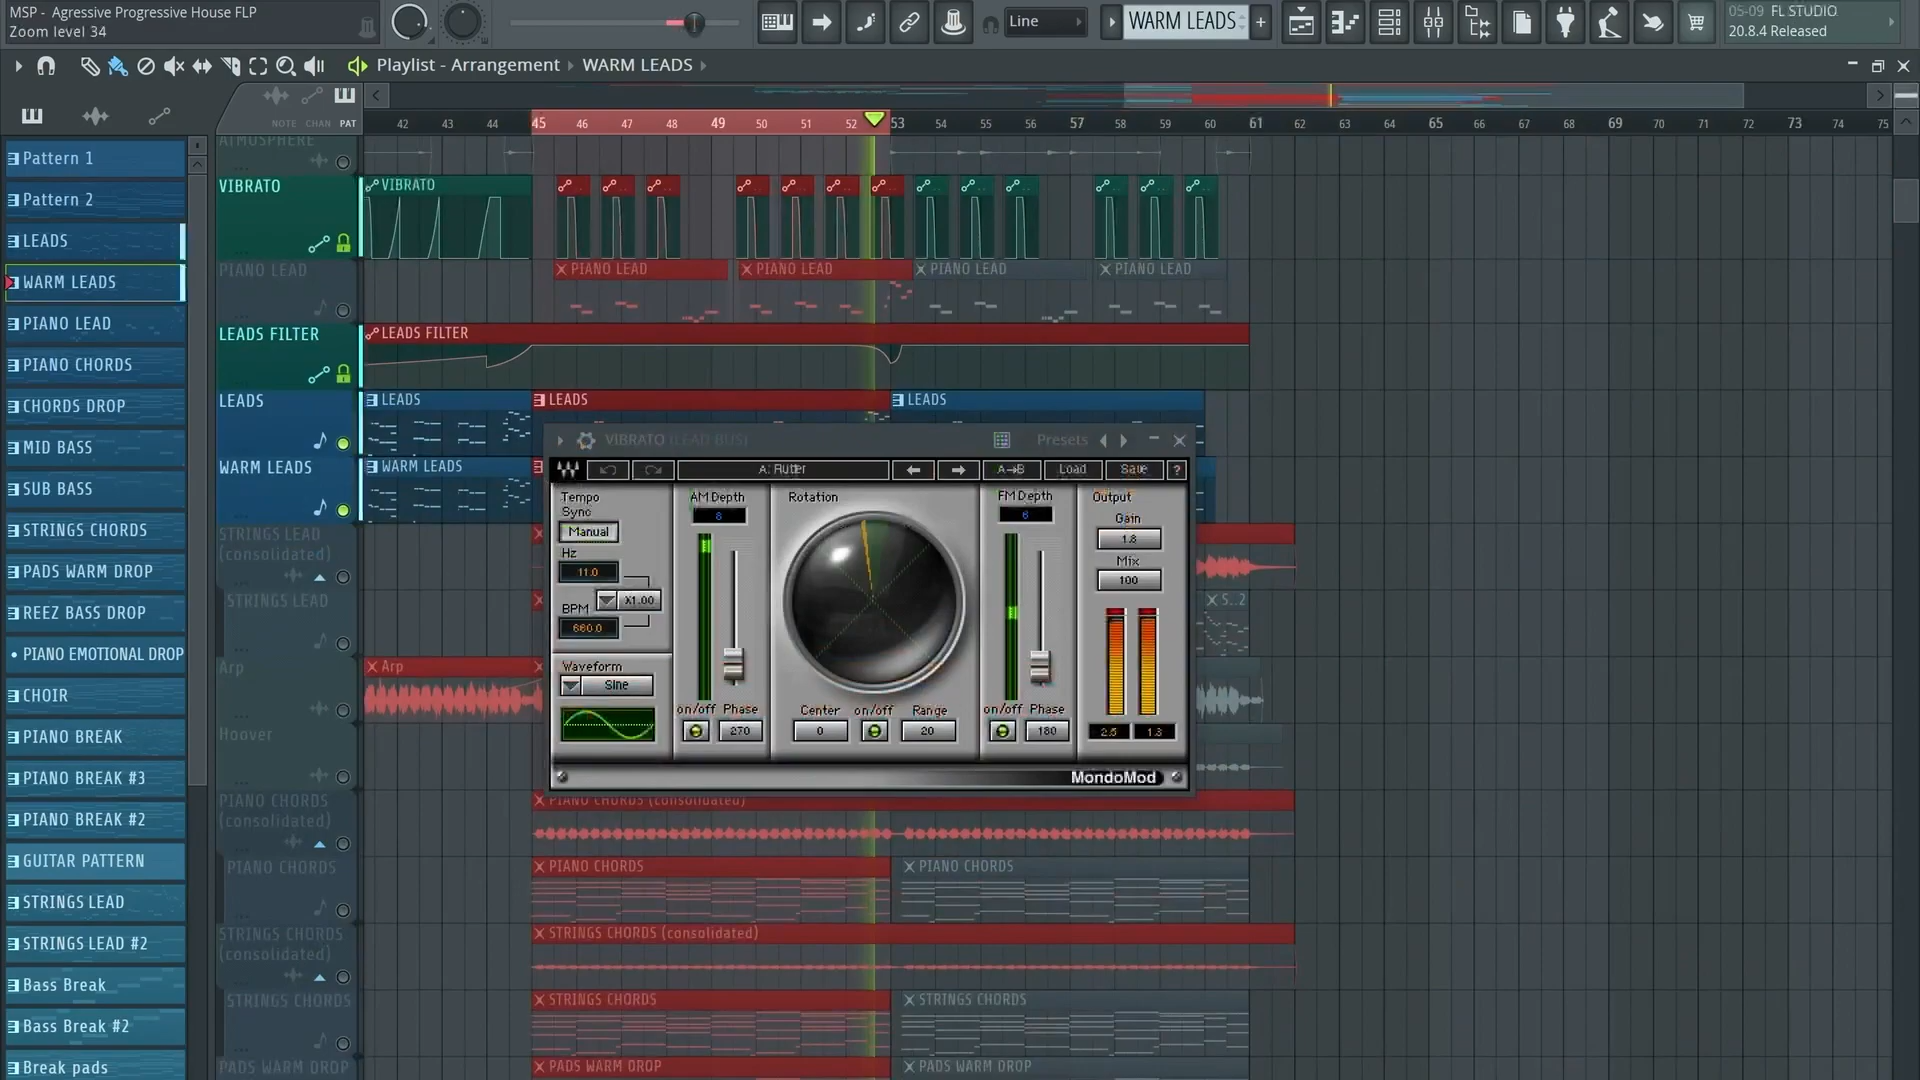 MSP - Agressive Progressive House FLP
Zoom level 34
Line
WARM LEADS
05-09 FL STUDIO
20.8.4 Released
Playlist - Arrangement
WARM LEADS
NOTE CHAN PAT
42 43 44 45 46 47 48 49 50 51 52 53 54 55 56 57 58 59 60 61 62 63 64 65 66 67 68 69 70 71 72 73 74 75
Pattern 1
Pattern 2
LEADS
WARM LEADS
PIANO LEAD
PIANO CHORDS
CHORDS DROP
MID BASS
SUB BASS
STRINGS CHORDS
PADS WARM DROP
REEZ BASS DROP
PIANO EMOTIONAL DROP
CHOIR
PIANO BREAK
PIANO BREAK #3
PIANO BREAK #2
GUITAR PATTERN
STRINGS LEAD
STRINGS LEAD #2
Bass Break
Bass Break #2
Break pads
ATMOSPHERE
VIBRATO
VIBRATO
PIANO LEAD
PIANO LEAD
PIANO LEAD
PIANO LEAD
PIANO LEAD
LEADS FILTER
LEADS FILTER
LEADS
LEADS
LEADS
LEADS
WARM LEADS
WARM LEADS
STRINGS LEAD
(consolidated)
STRINGS LEAD
S..2
Arp
Arp
Hoover
PIANO CHORDS
(consolidated)
PIANO CHORDS (consolidated)
PIANO CHORDS
PIANO CHORDS
PIANO CHORDS
STRINGS CHORDS
(consolidated)
STRINGS CHORDS (consolidated)
STRINGS CHORDS
STRINGS CHORDS
STRINGS CHORDS
PADS WARM DROP
PADS WARM DROP
PADS WARM DROP
VIBRATO (LEAD BUS)
Presets
A: Flutter
A→B
Load
Save
?
Tempo
Sync
Manual
Hz
11.0
X1.00
BPM
660.0
Waveform
Sine
AM Depth
8
on/off Phase
270
Rotation
Center on/off Range
0 20
FM Depth
6
on/off Phase
180
Output
Gain
1.8
Mix
100
2.5 1.3
MondoMod